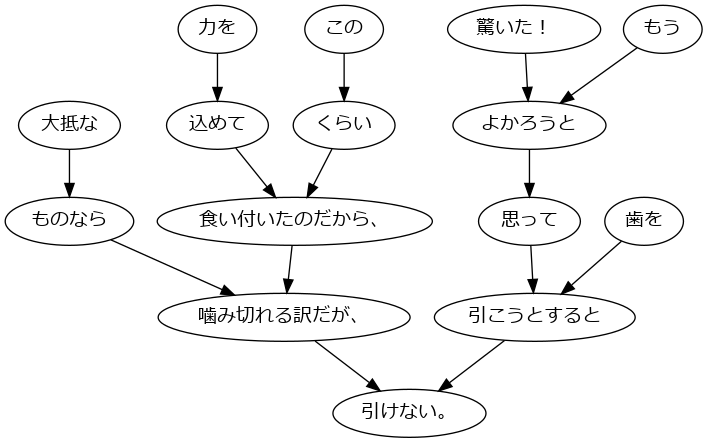 力を
この
驚いた！
もう
大抵な
込めて
くらい
よかろうと
ものなら
食い付いたのだから、
思って
歯を
噛み切れる訳だが、
引こうとすると
引けない。